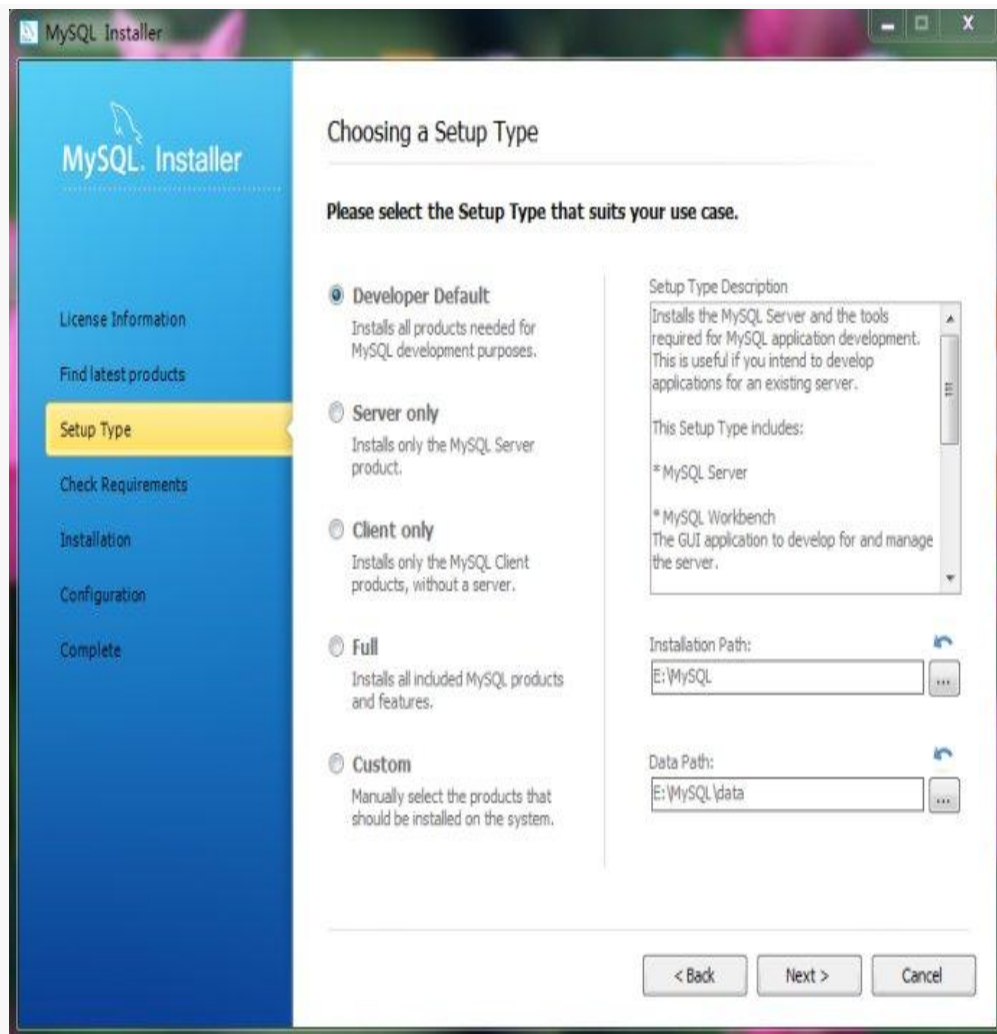 MySQL Installer
MySQL. Installer
License Information
Find latest products
Setup Type
Check Requirements
Installation
Configuration
Complete
Choosing a Setup Type
Please select the Setup Type that suits your use case.
Developer Default
Installs all products needed for
MySQL development purposes.
Server only
Installs only the MySQL Server
product.
Client only
Installs only the MySQL Client
products, without a server.
Full
Installs all included MySQL products
and features.
Custom
Manually select the products that
should be installed on the system.
Setup Type Description
Installs the MySQL Server and the tools
required for MySQL application development.
This is useful if you intend to develop
applications for an existing server.
This Setup Type includes:
* MySQL Server
* MySQL Workbench
The GUI application to develop for and manage
the server.
Installation Path:
E:\MySQL
...
Data Path:
E:\MySQL\data
...
< Back
Next >
Cancel